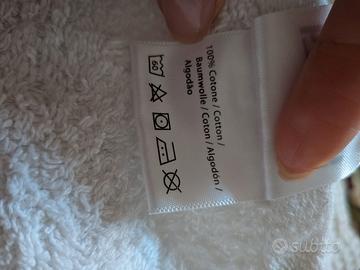 100% Cotone / Cotton /
Baumwolle / Coton / Algodón /
Algodão
60
subito